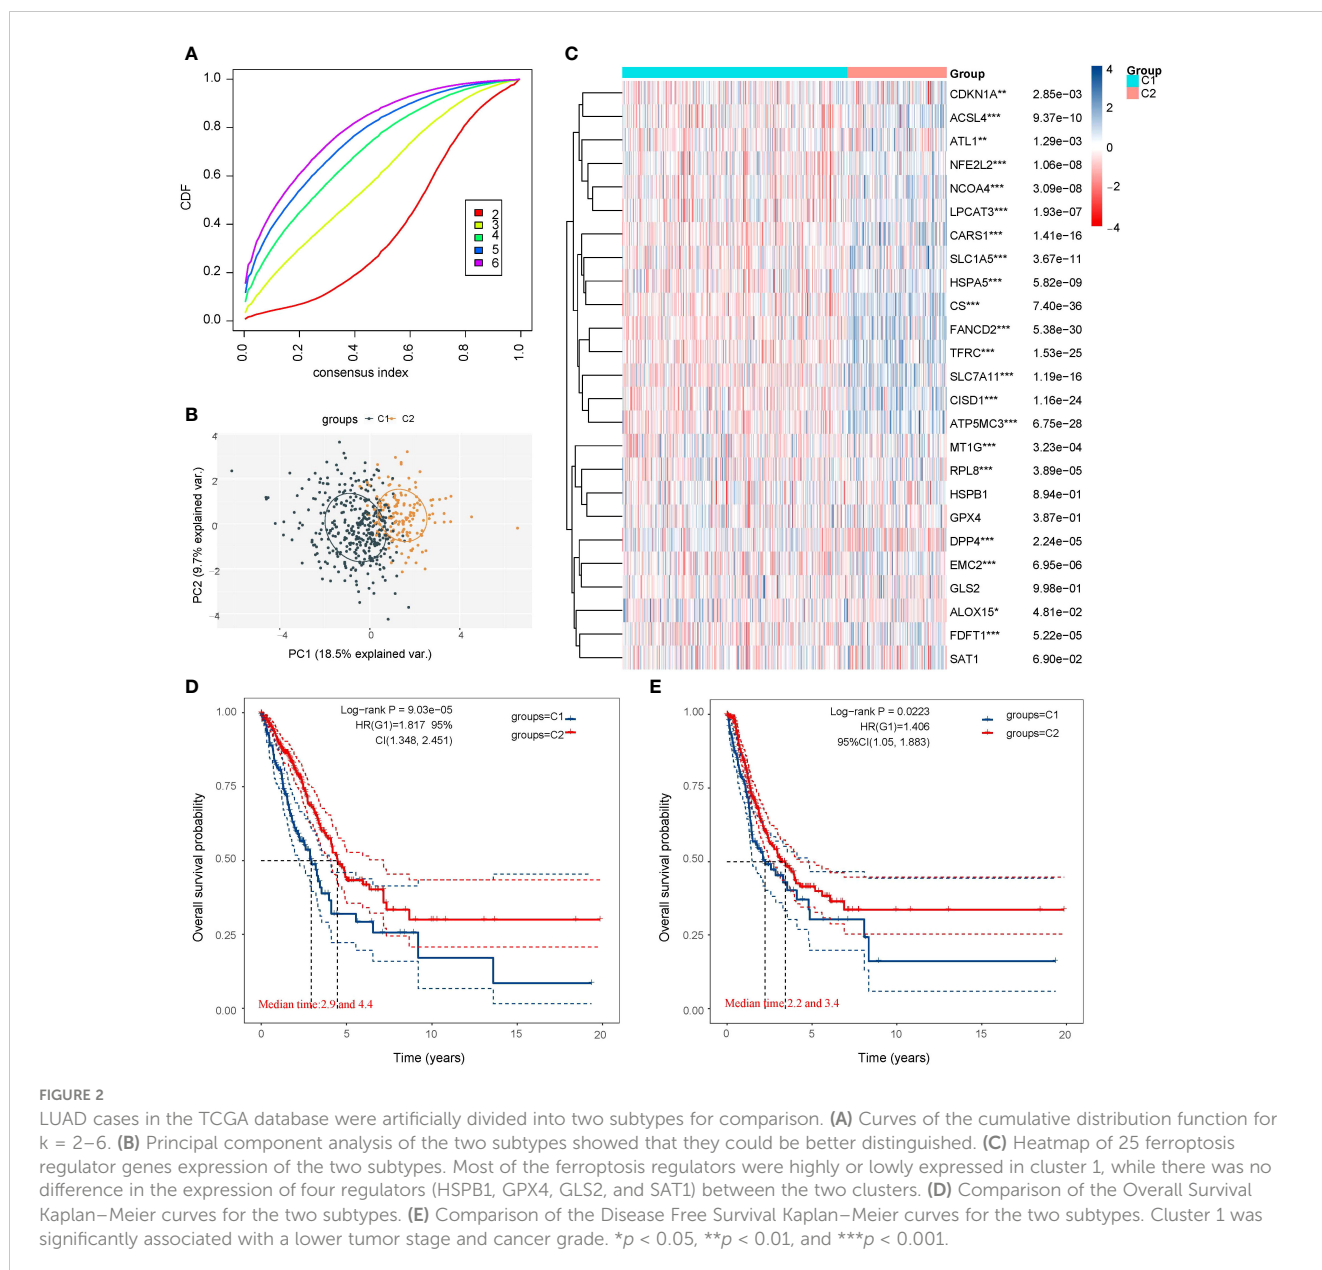 A
1.0
0.8
0.6
0.4
0.2
0.0
CDF
2
3
4
5
6
0.0
0.2
0.4
0.6
0.8
1.0
consensus index
B
groups C1 C2
4
2
0
−2
−4
PC2 (9.7% explained var.)
−4
0
4
PC1 (18.5% explained var.)
C
Group
CDKN1A** 2.85e−03
ACSL4*** 9.37e−10
ATL1** 1.29e−03
NFE2L2*** 1.06e−08
NCOA4*** 3.09e−08
LPCAT3*** 1.93e−07
CARS1*** 1.41e−16
SLC1A5*** 3.67e−11
HSPA5*** 5.82e−09
CS*** 7.40e−36
FANCD2*** 5.38e−30
TFRC*** 1.53e−25
SLC7A11*** 1.19e−16
CISD1*** 1.16e−24
ATP5MC3*** 6.75e−28
MT1G*** 3.23e−04
RPL8*** 3.89e−05
HSPB1 8.94e−01
GPX4 3.87e−01
DPP4*** 2.24e−05
EMC2*** 6.95e−06
GLS2 9.98e−01
ALOX15* 4.81e−02
FDFT1*** 5.22e−05
SAT1 6.90e−02
4
2
0
−2
−4
Group
C1
C2
D
Log−rank P = 9.03e−05
HR(G1)=1.817 95%
CI(1.348, 2.451)
groups=C1
groups=C2
1.00
0.75
0.50
0.25
0.00
Overall survival probability
Median time:2.9 and 4.4
0
5
10
15
20
Time (years)
E
Log−rank P = 0.0223
HR(G1)=1.406
95%CI(1.05, 1.883)
groups=C1
groups=C2
1.00
0.75
0.50
0.25
0.00
Overall survival probability
Median time:2.2 and 3.4
0
5
10
15
20
Time (years)
FIGURE 2
LUAD cases in the TCGA database were artificially divided into two subtypes for comparison. (A) Curves of the cumulative distribution function for
k = 2–6. (B) Principal component analysis of the two subtypes showed that they could be better distinguished. (C) Heatmap of 25 ferroptosis
regulator genes expression of the two subtypes. Most of the ferroptosis regulators were highly or lowly expressed in cluster 1, while there was no
difference in the expression of four regulators (HSPB1, GPX4, GLS2, and SAT1) between the two clusters. (D) Comparison of the Overall Survival
Kaplan–Meier curves for the two subtypes. (E) Comparison of the Disease Free Survival Kaplan–Meier curves for the two subtypes. Cluster 1 was
significantly associated with a lower tumor stage and cancer grade. *p < 0.05, **p < 0.01, and ***p < 0.001.